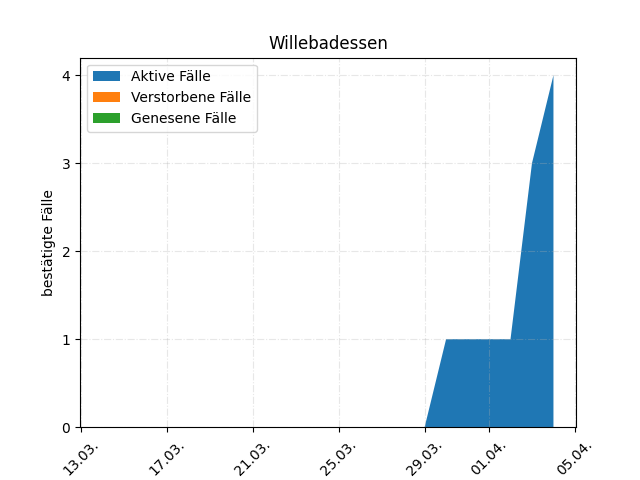 Willebadessen
Aktive Fälle
Verstorbene Fälle
Genesene Fälle
bestätigte Fälle
4
3
2
1
0
13.03.
17.03.
21.03.
25.03.
29.03.
01.04.
05.04.